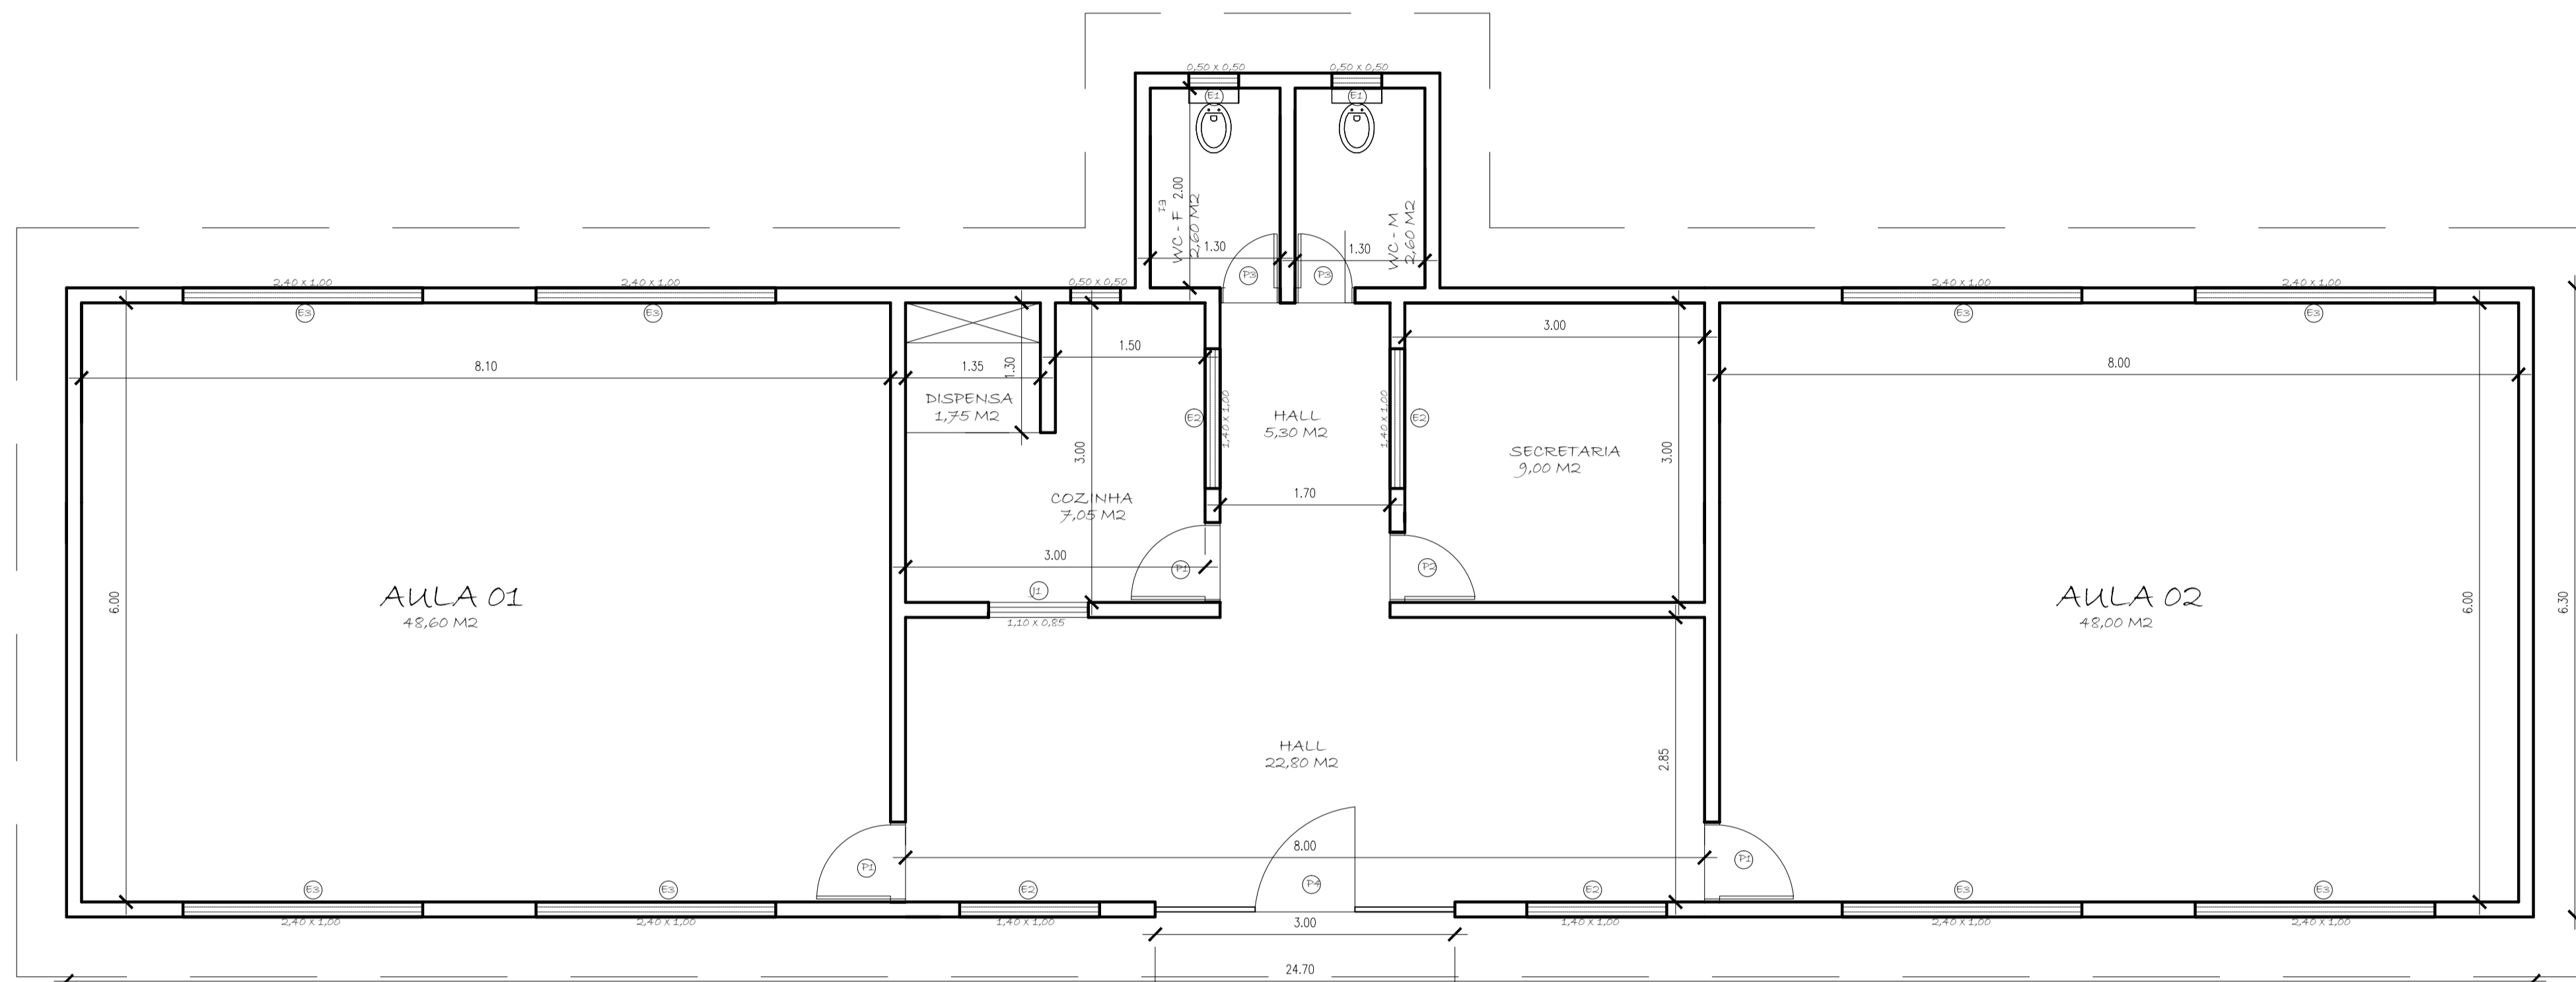 0,50 x 0,50
0,50 x 0,50
E1
E1
WC - F
2,60 M2
2.00
E1
1.30
P3
WC - M
2,60 M2
1.30
P3
2,40 x 1,00
2,40 x 1,00
0,50 x 0,50
2,40 x 1,00
2,40 x 1,00
E3
E3
E3
E3
8.10
1.35
1.30
1.50
3.00
8.00
DISPENSA
1,75 M2
E2
1,40 x 1,00
HALL
5,30 M2
1,40 x 1,00
E2
3.00
SECRETARIA
9,00 M2
3.00
COZINHA
7,05 M2
1.70
3.00
P1
P2
J1
1,10 x 0,85
6.00
AULA 01
48,60 M2
AULA 02
48,00 M2
6.00
6.30
HALL
22,80 M2
2.85
8.00
P1
P4
P1
E3
E3
E2
E2
E3
E3
2,40 x 1,00
2,40 x 1,00
1,40 x 1,00
3.00
1,40 x 1,00
2,40 x 1,00
2,40 x 1,00
24.70